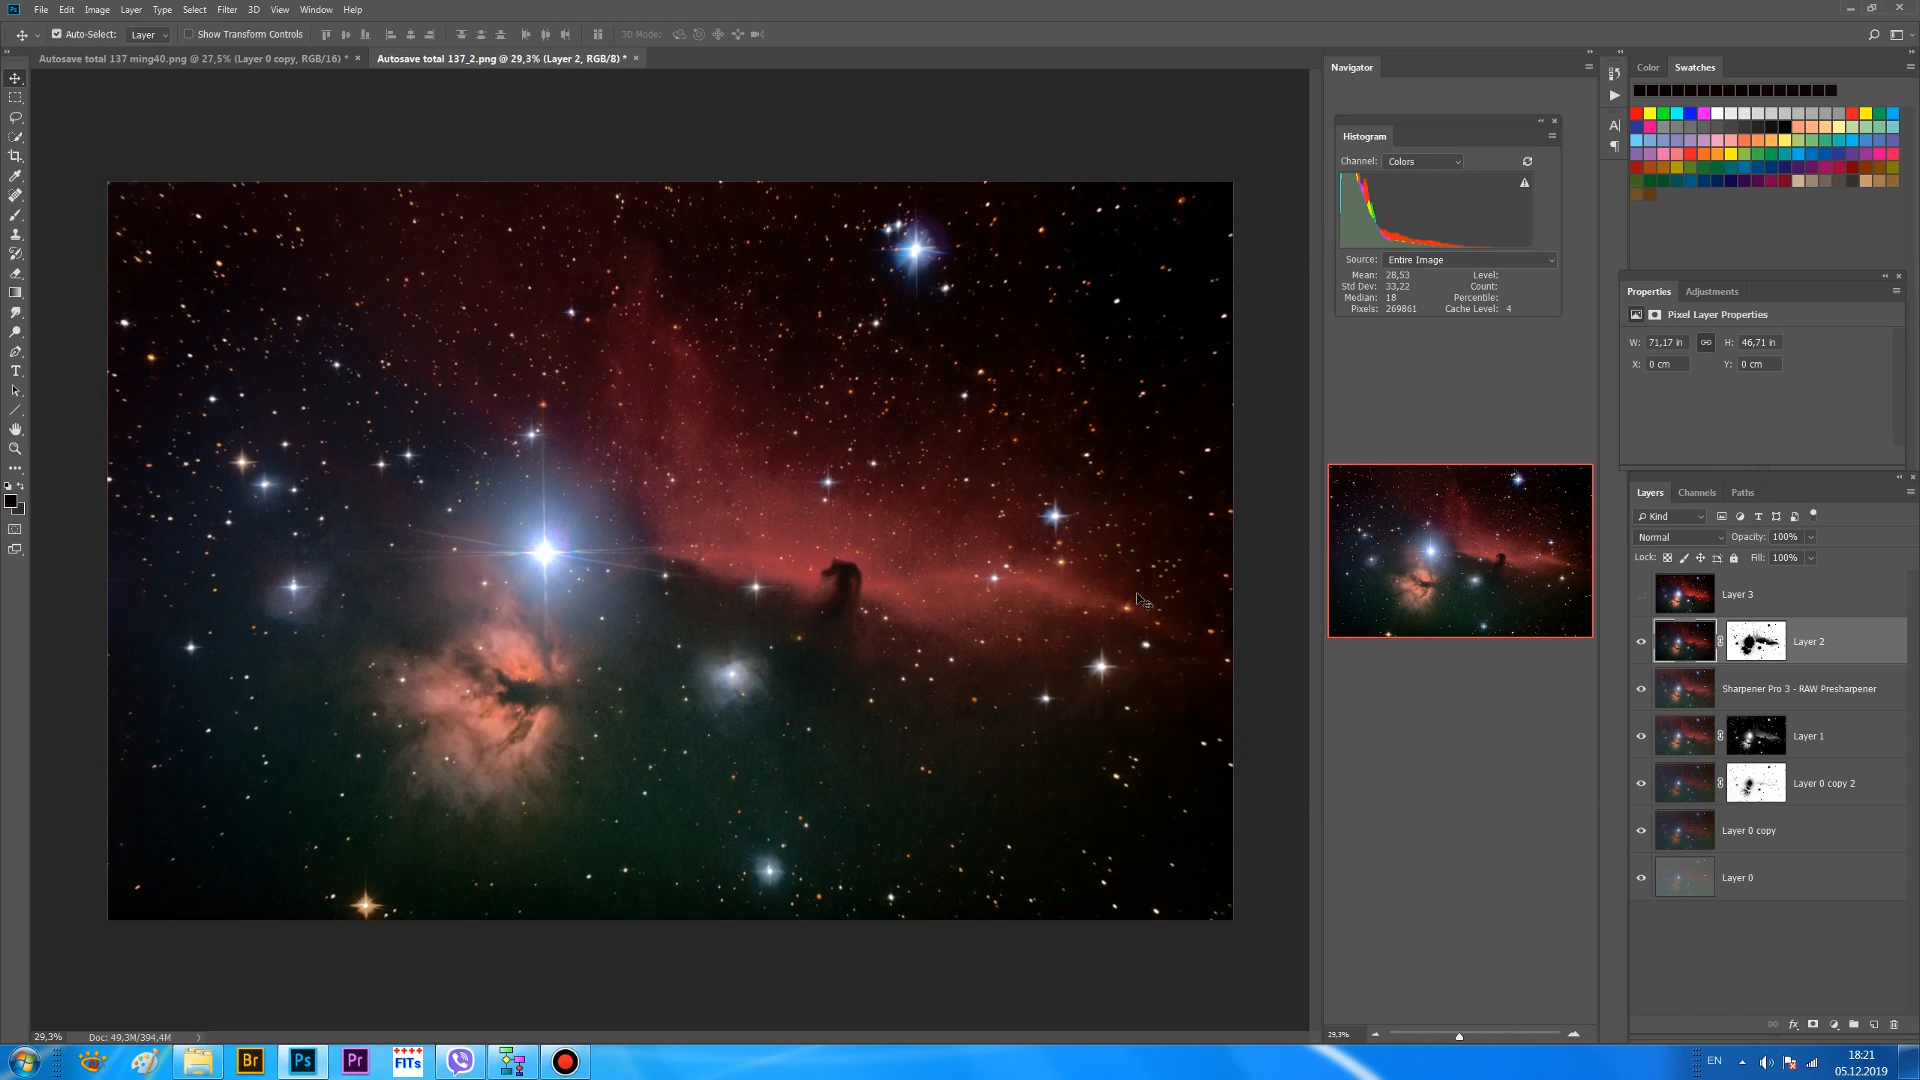 Ps File Edit Image Layer Type Select Filter 3D View Window Help
Auto-Select: Layer Show Transform Controls 3D Mode:
Autosave total 137 ming40.png @ 27,5% (Layer 0 copy, RGB/16) * × Autosave total 137_2.png @ 29,3% (Layer 2, RGB/8) * ×
Navigator
Color Swatches
Histogram
Channel: Colors
Source: Entire Image
Mean: 28,53 Level:
Std Dev: 33,22 Count:
Median: 18 Percentile:
Pixels: 269861 Cache Level: 4
Properties Adjustments
Pixel Layer Properties
W: 71,17 in H: 46,71 in
X: 0 cm Y: 0 cm
Layers Channels Paths
Kind
Normal Opacity: 100%
Lock: Fill: 100%
Layer 3
Layer 2
Sharpener Pro 3 - RAW Presharpener
Layer 1
Layer 0 copy 2
Layer 0 copy
Layer 0
29,3%
29,3% Doc: 49,3M/394,4M
Br Ps Pr FITs
EN 18:21
05.12.2019